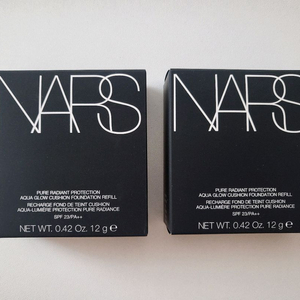 NARS
PURE RADIANT PROTECTION
AQUA GLOW CUSHION FOUNDATION REFILL
RECHARGE FOND DE TEINT CUSHION
AQUA-LUMIÈRE PROTECTION PURE RADIANCE
SPF 23/PA++
NET WT. 0.42 Oz. 12 g ℮
NARS
PURE RADIANT PROTECTION
AQUA GLOW CUSHION FOUNDATION REFILL
RECHARGE FOND DE TEINT CUSHION
AQUA-LUMIÈRE PROTECTION PURE RADIANCE
SPF 23/PA++
NET WT. 0.42 Oz. 12 g ℮